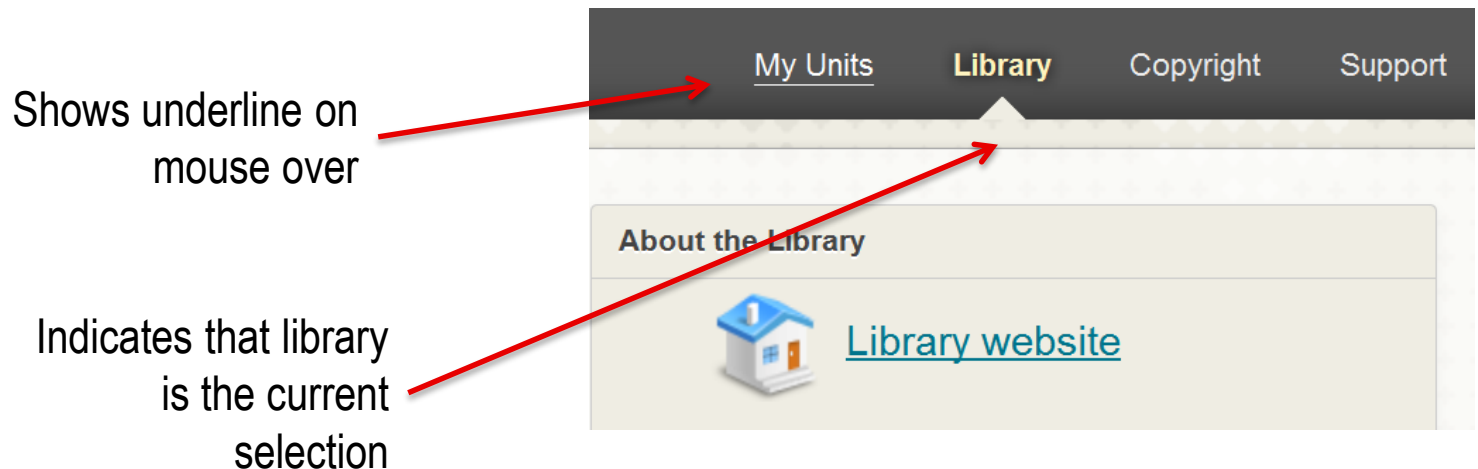 My Units Library Copyright Support
Shows underline on
mouse over
About the Library
Library website
Indicates that library
is the current
selection